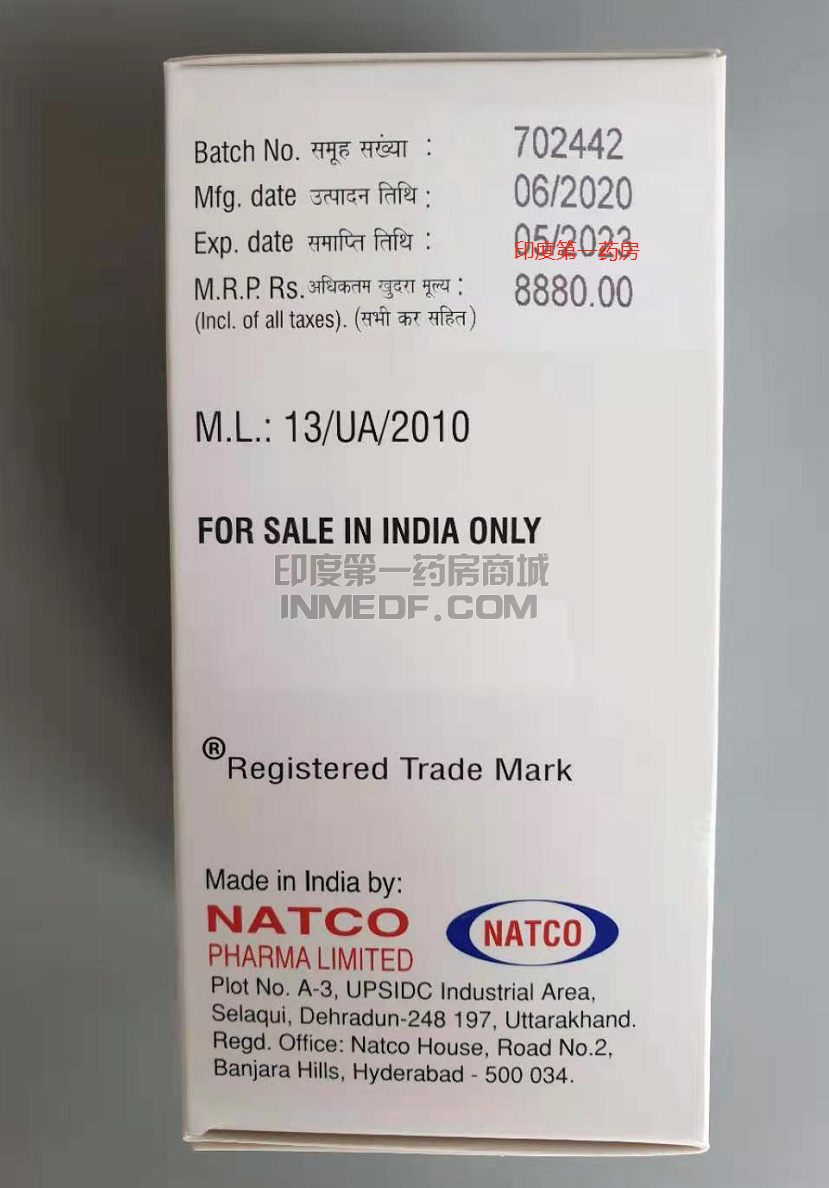 Batch No. समूह सख्या : 702442
Mfg. date उत्पादन तिथि : 06/2020
Exp. date समाप्ति तिथि : 05/2023
印度第一药房
M.R.P. Rs. अधिकतम खुदरा मूल्य : 8880.00
(Incl. of all taxes). (सभी कर सहित)
M.L.: 13/UA/2010
FOR SALE IN INDIA ONLY
印度第一药房商城
INMEDF.COM
® Registered Trade Mark
Made in India by:
NATCO
PHARMA LIMITED
NATCO
Plot No. A-3, UPSIDC Industrial Area,
Selaqui, Dehradun-248 197, Uttarakhand.
Regd. Office: Natco House, Road No.2,
Banjara Hills, Hyderabad - 500 034.